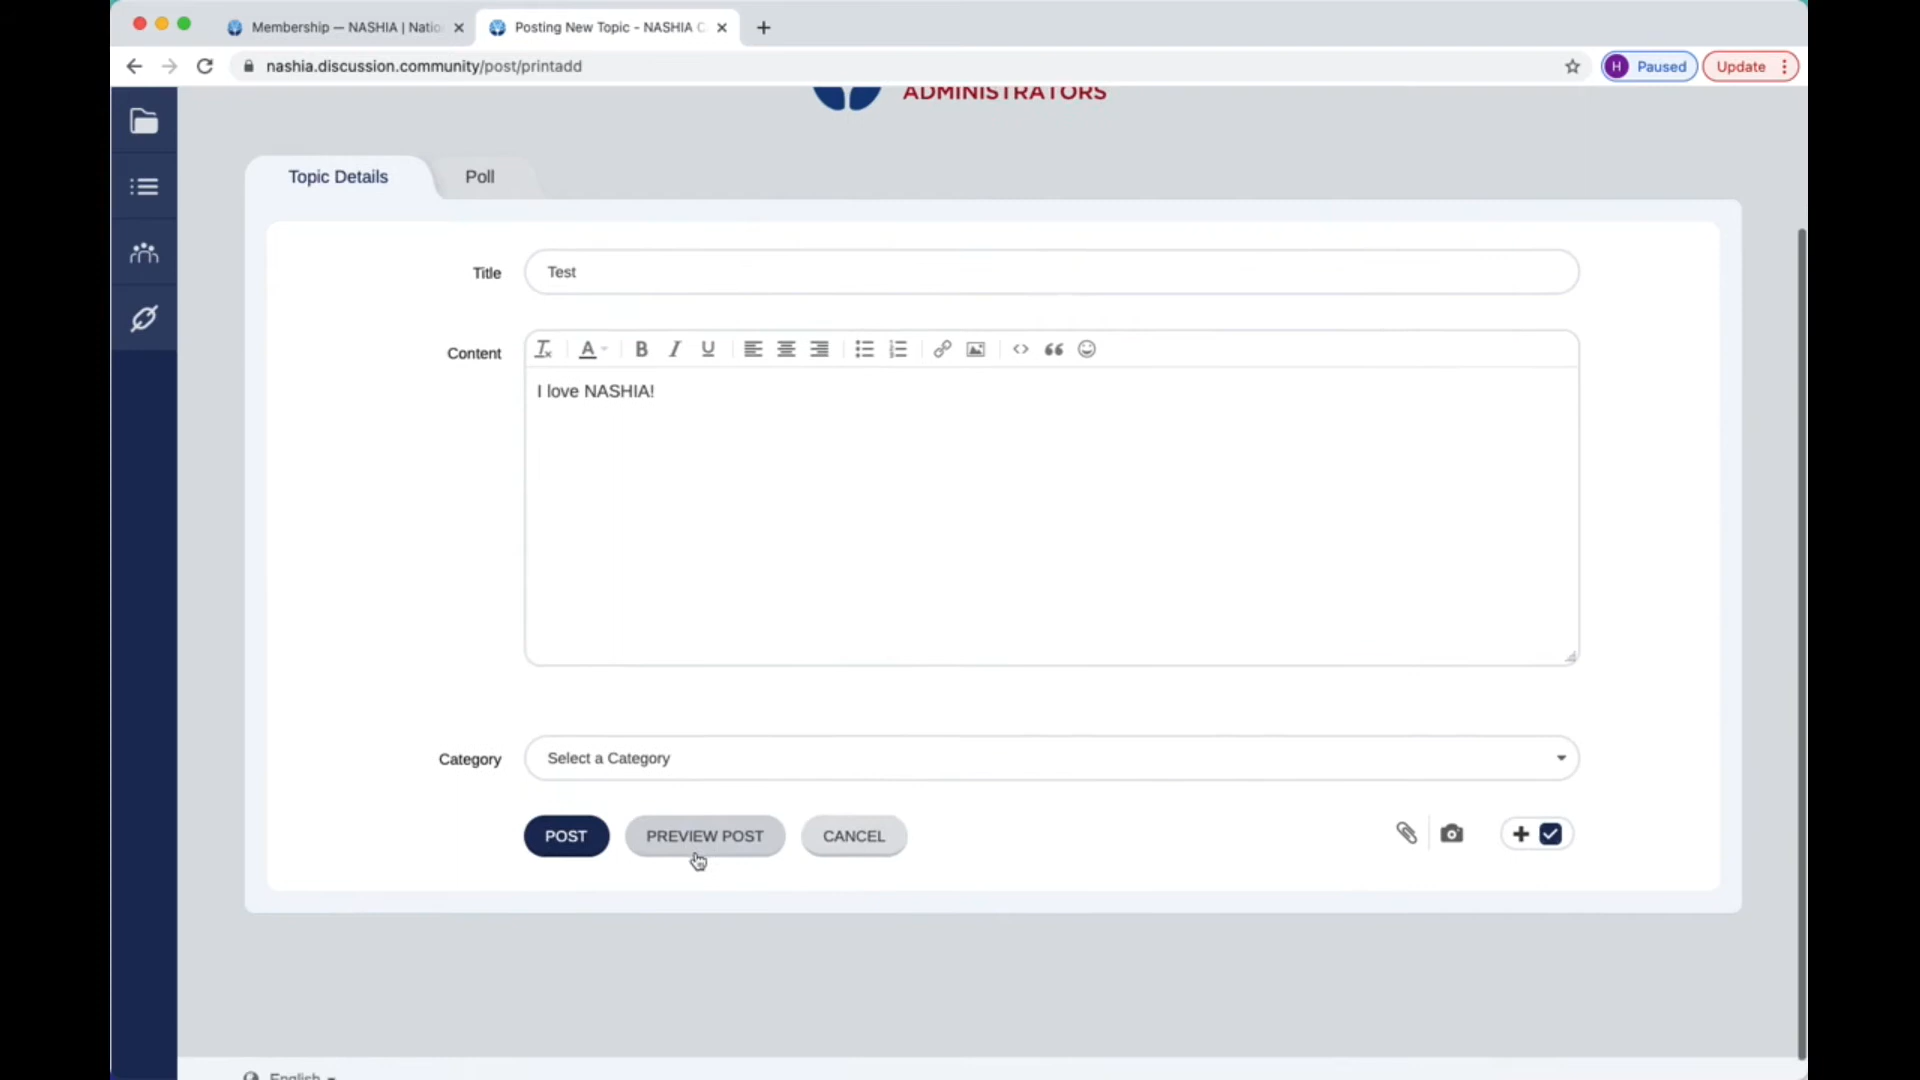 Membership — NASHIA | Natio
Posting New Topic - NASHIA C
nashia.discussion.community/post/printadd
H
Paused
Update
ADMINISTRATORS
Topic Details
Poll
Title
Test
Content
I love NASHIA!
Category
Select a Category
POST
PREVIEW POST
CANCEL
English